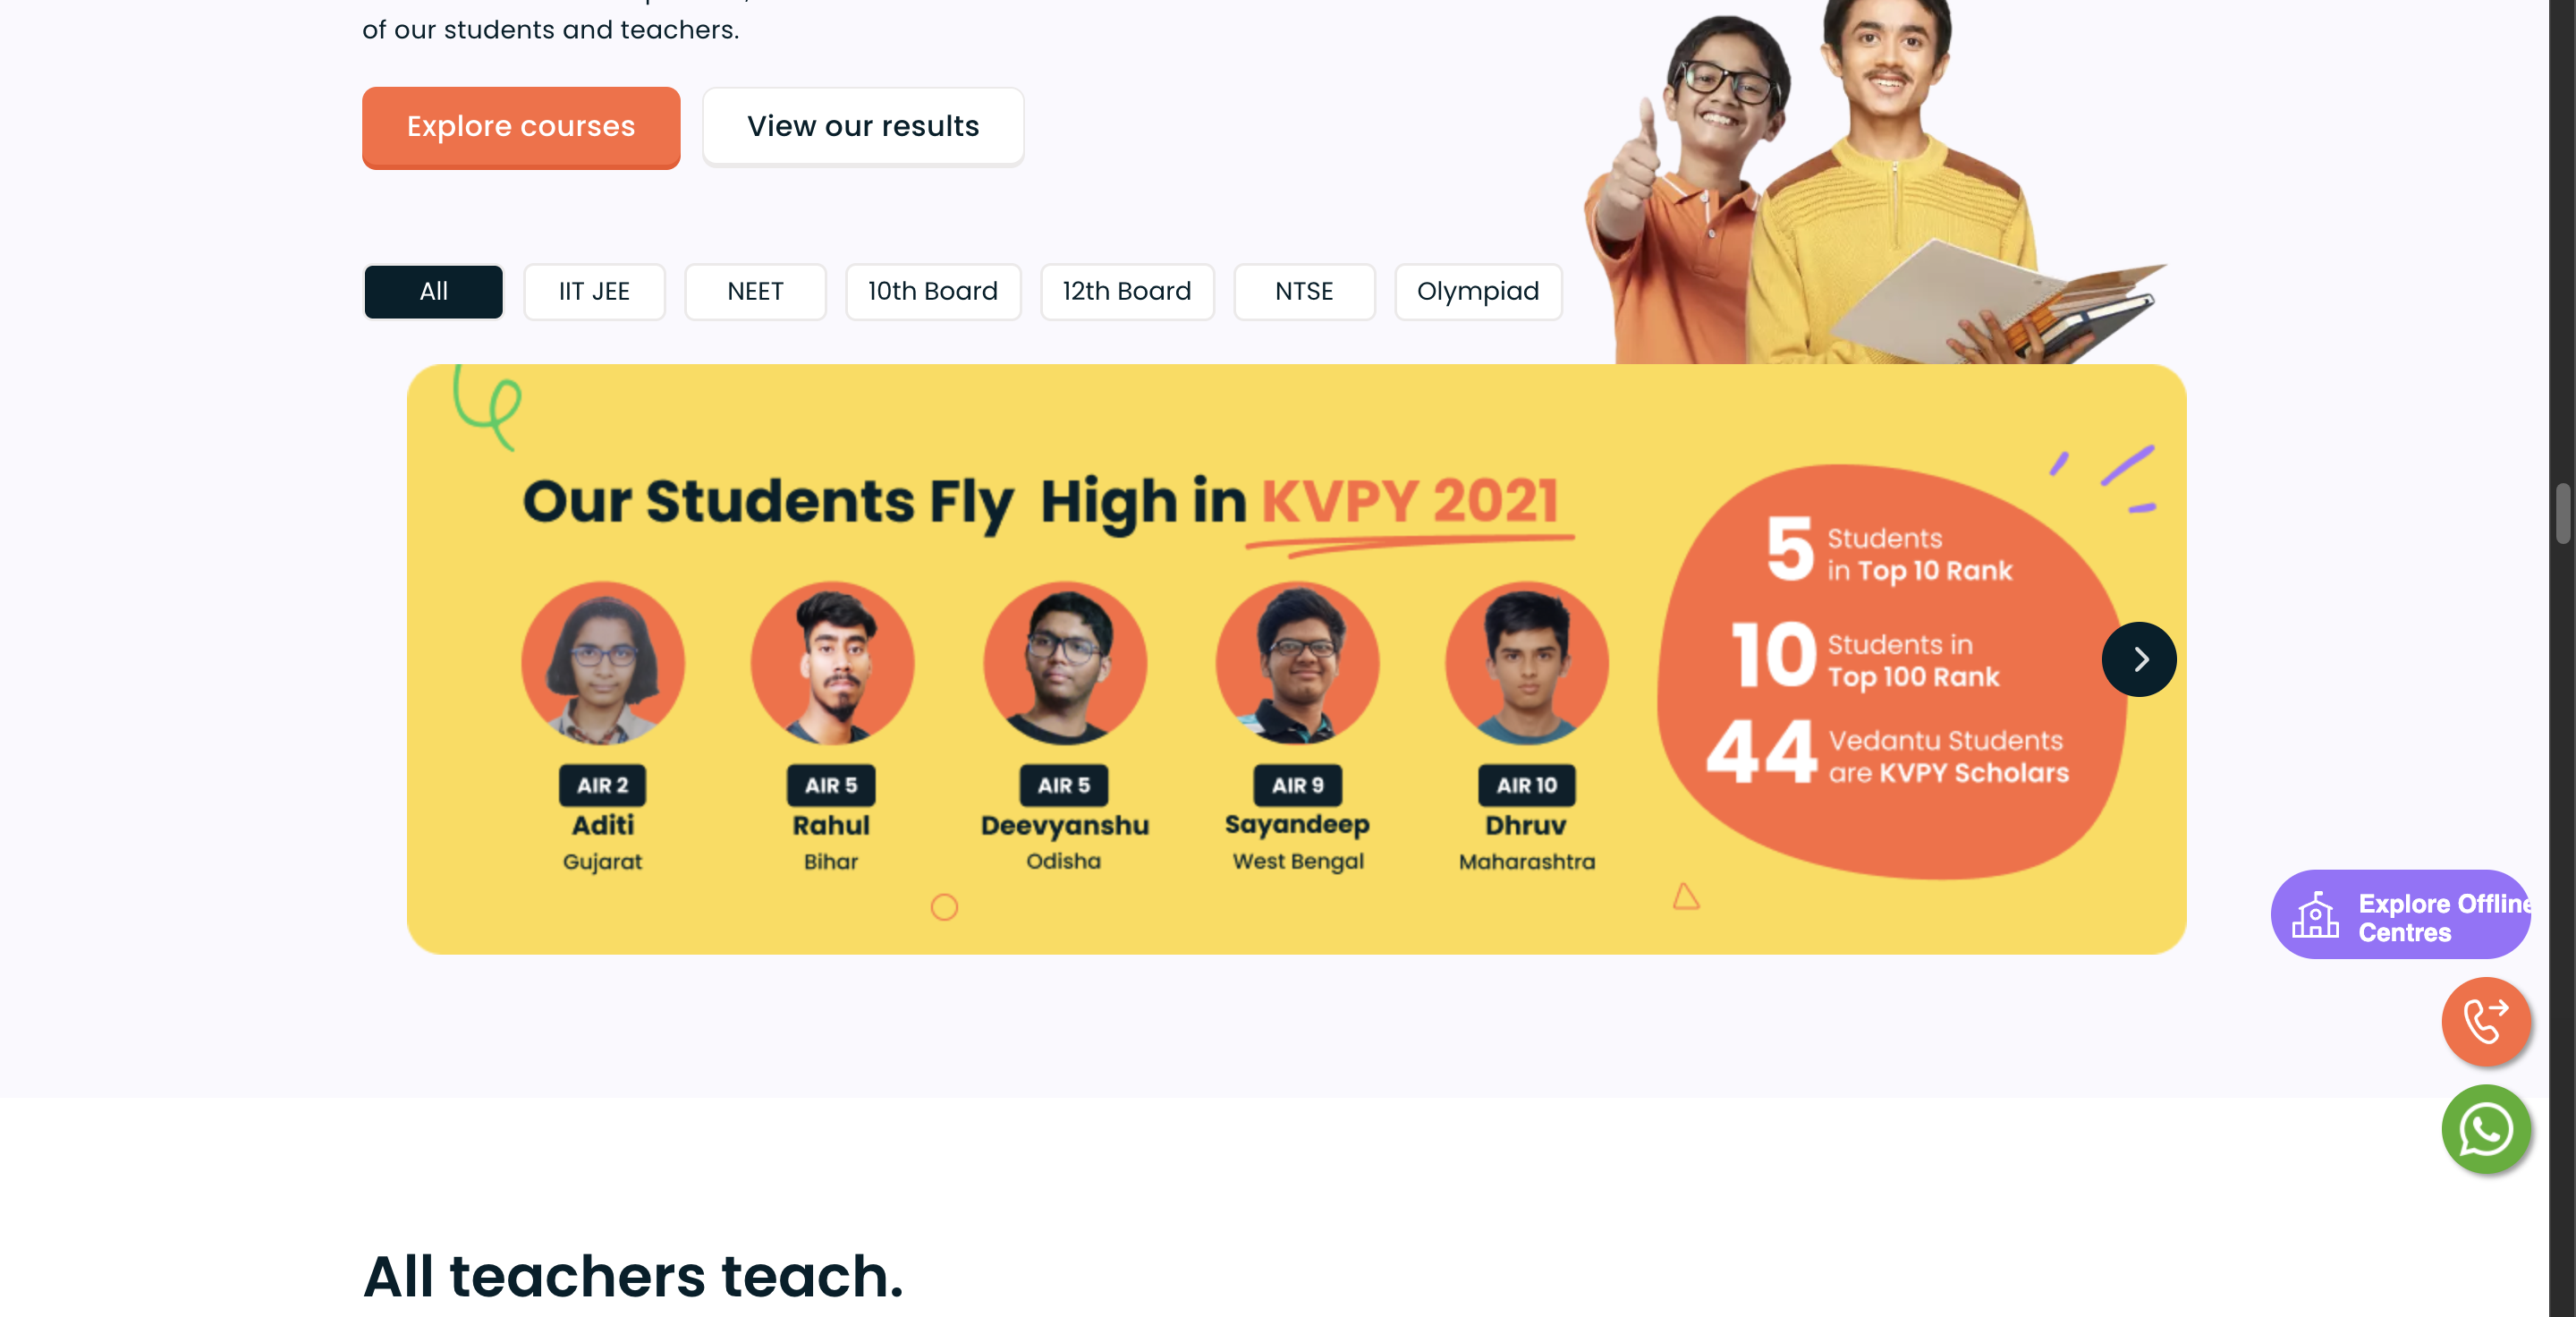 of our students and teachers.
Explore courses
View our results
All
IIT JEE
NEET
10th Board
12th Board
NTSE
Olympiad
Our Students Fly High in KVPY 2021
5 Students
in Top 10 Rank
10 Students in
Top 100 Rank
44 Vedantu Students
are KVPY Scholars
AIR 2
Aditi
Gujarat
AIR 5
Rahul
Bihar
AIR 5
Deevyanshu
Odisha
AIR 9
Sayandeep
West Bengal
AIR 10
Dhruv
Maharashtra
Explore Offline
Centres
All teachers teach.